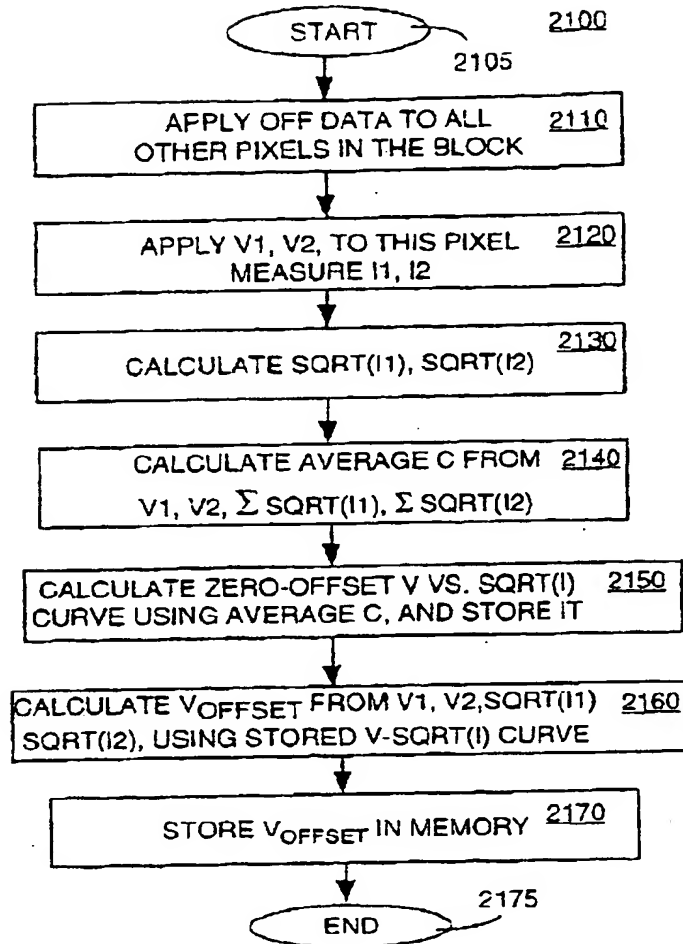 START
2100
2105
APPLY OFF DATA TO ALL 2110
OTHER PIXELS IN THE BLOCK
APPLY V1, V2, TO THIS PIXEL 2120
MEASURE I1, I2
2130
CALCULATE SQRT(I1), SQRT(I2)
CALCULATE AVERAGE C FROM 2140
V1, V2, Σ SQRT(I1), Σ SQRT(I2)
CALCULATE ZERO-OFFSET V VS. SQRT(I) 2150
CURVE USING AVERAGE C, AND STORE IT
CALCULATE VOFFSET FROM V1, V2,SQRT(I1) 2160
SQRT(I2), USING STORED V-SQRT(I) CURVE
STORE VOFFSET IN MEMORY 2170
2175
END